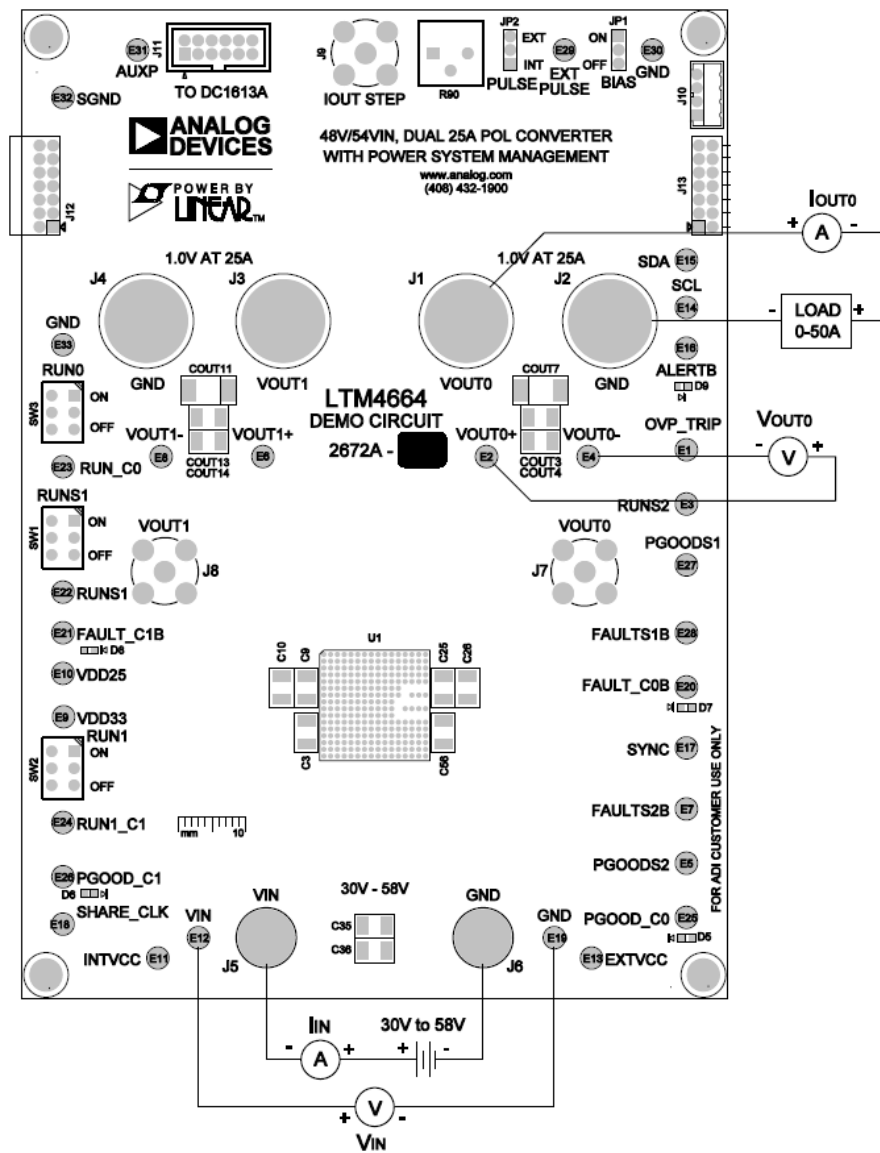 JP2
JP1
E31
J11
AUXP
TO DC1613A
J9
IOUT STEP
R90
EXT
INT
PULSE
E29
EXT
PULSE
ON
OFF
BIAS
E30
GND
E32 SGND
J10
ANALOG
DEVICES
48V/54VIN, DUAL 25A POL CONVERTER
WITH POWER SYSTEM MANAGEMENT
www.analog.com
(408) 432-1900
POWER BY
LINEAR™
J12
J13
IOUT0
+ A -
1.0V AT 25A
1.0V AT 25A
SDA E15
J4
J3
J1
J2
SCL
E14
- LOAD +
0-50A
GND
E33
E16
ALERTB
D9
RUN0
GND
VOUT1
VOUT0
GND
COUT11
COUT7
SW3
ON
OFF
LTM4664
DEMO CIRCUIT
2672A -
VOUT1-
E8
VOUT1+
E6
COUT13
COUT14
VOUT0+
E2
COUT3
COUT4
VOUT0-
E4
OVP_TRIP
E1
VOUT0
- V +
E23 RUN_C0
RUNS1
SW1
ON
OFF
RUNS2 E3
VOUT1
J8
VOUT0
J7
PGOODS1
E27
E22 RUNS1
E21 FAULT_C1B
D8
FAULTS1B E28
U1
C10
C9
C25
C26
E10 VDD25
FAULT_C0B E20
D7
E9 VDD33
RUN1
SW2
ON
OFF
C3
C56
SYNC E17
E24 RUN1_C1
mm 10
FAULTS2B E7
FOR ADI CUSTOMER USE ONLY
E26 PGOOD_C1
D6
PGOODS2 E5
E18 SHARE_CLK
VIN
E12
VIN
J5
30V - 58V
C35
C36
GND
J6
GND
E19
PGOOD_C0 E25
D5
INTVCC E11
E13 EXTVCC
IIN
- A +
30V to 58V
+ -
+ V -
VIN